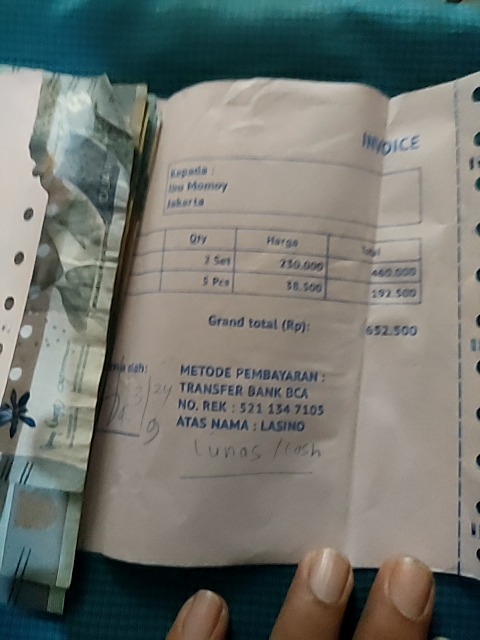 INVOICE
Kepada :
Ibu Momoy
Jakarta
Qty Harga Total
2 Set 230.000 460.000
5 Pcs 38.500 192.500
Grand total (Rp): 652.500
METODE PEMBAYARAN :
TRANSFER BANK BCA
NO. REK : 521 134 7105
ATAS NAMA : LASINO
Lunas / cash